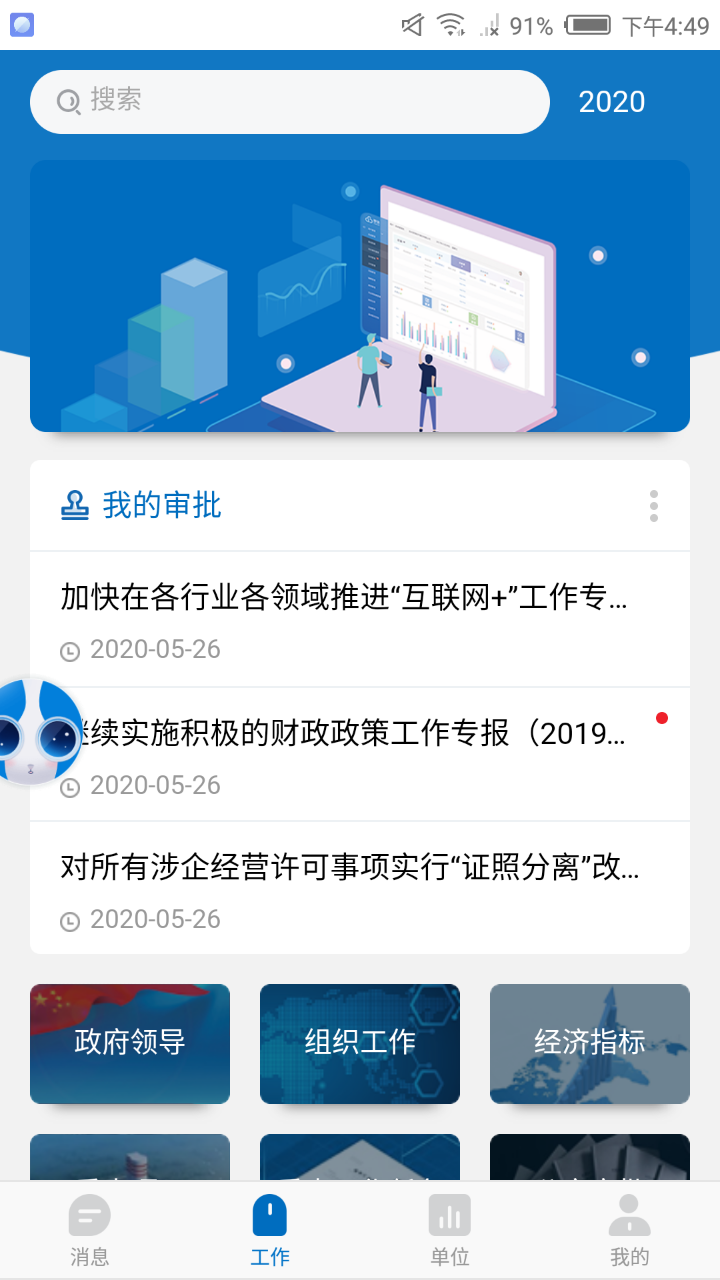 91% 下午4:49
搜索 2020
我的审批
加快在各行业各领域推进“互联网+”工作专...
2020-05-26
续实施积极的财政政策工作专报（2019...
2020-05-26
对所有涉企经营许可事项实行“证照分离”改...
2020-05-26
政府领导 组织工作 经济指标
消息 工作 单位 我的